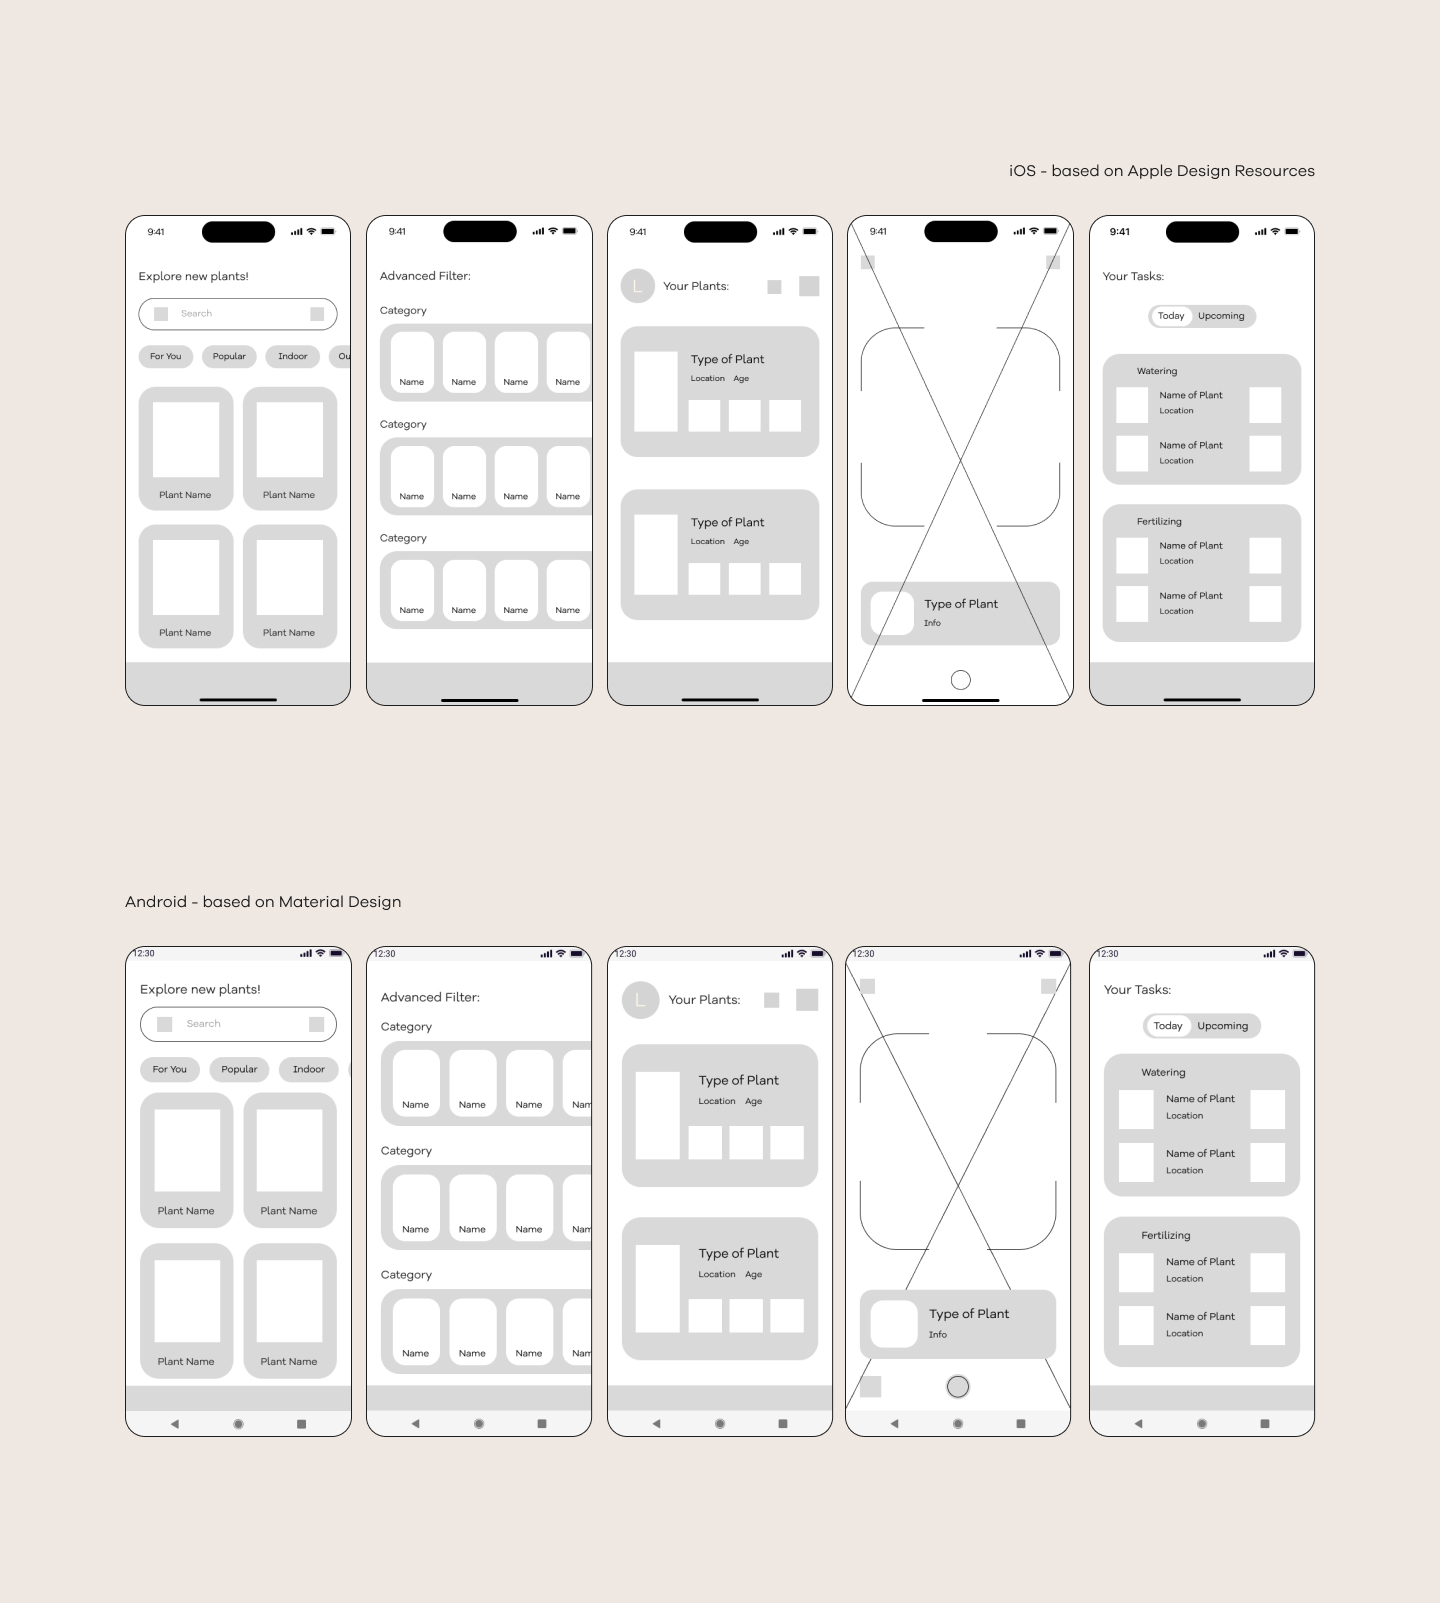 iOS - based on Apple Design Resources
9:41
Explore new plants!
Search
For You Popular Indoor Ou
Plant Name Plant Name
Plant Name Plant Name
9:41
Advanced Filter:
Category
Name Name Name Name
Category
Name Name Name Name
Category
Name Name Name Name
9:41
L Your Plants:
Type of Plant
Location Age
Type of Plant
Location Age
9:41
Type of Plant
Info
9:41
Your Tasks:
Today Upcoming
Watering
Name of Plant
Location
Name of Plant
Location
Fertilizing
Name of Plant
Location
Name of Plant
Location
Android - based on Material Design
12:30
Explore new plants!
Search
For You Popular Indoor
Plant Name Plant Name
Plant Name Plant Name
12:30
Advanced Filter:
Category
Name Name Name Nam
Category
Name Name Name Nam
Category
Name Name Name Nam
12:30
L Your Plants:
Type of Plant
Location Age
Type of Plant
Location Age
12:30
Type of Plant
Info
12:30
Your Tasks:
Today Upcoming
Watering
Name of Plant
Location
Name of Plant
Location
Fertilizing
Name of Plant
Location
Name of Plant
Location